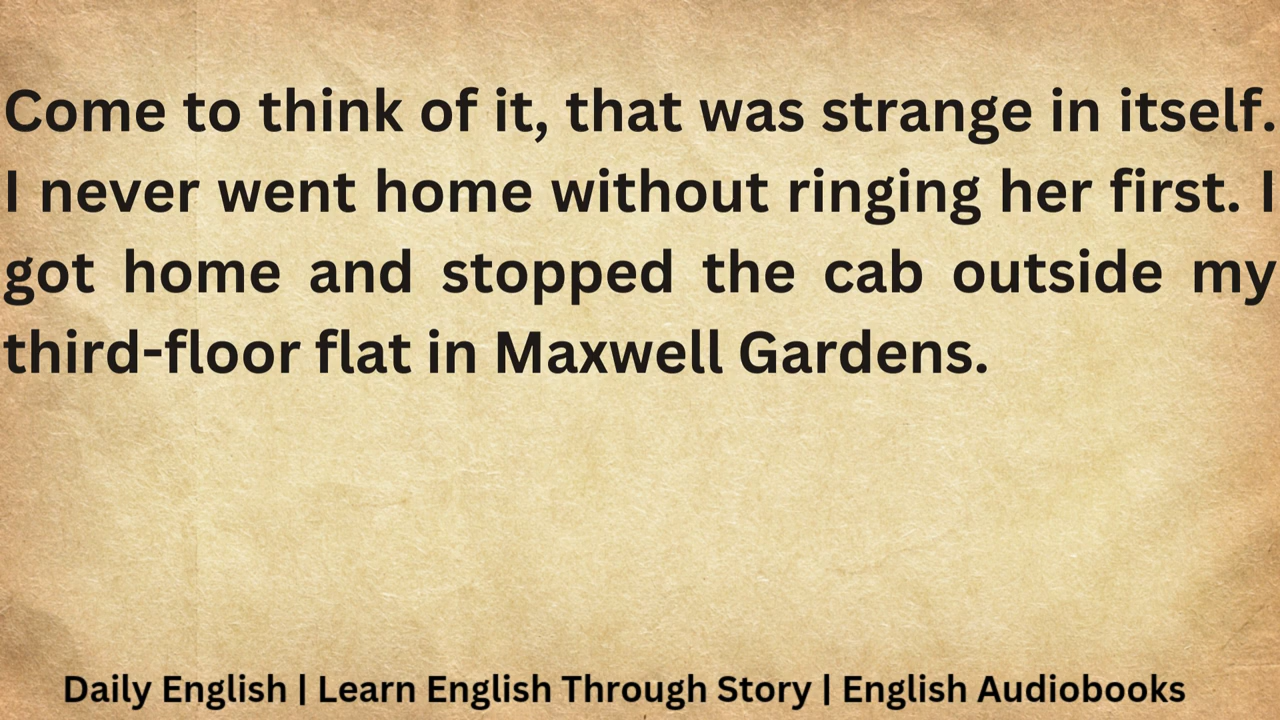 Come to think of it, that was strange in itself.
I never went home without ringing her first. I
got home and stopped the cab outside my
third-floor flat in Maxwell Gardens.
Daily English | Learn English Through Story | English Audiobooks